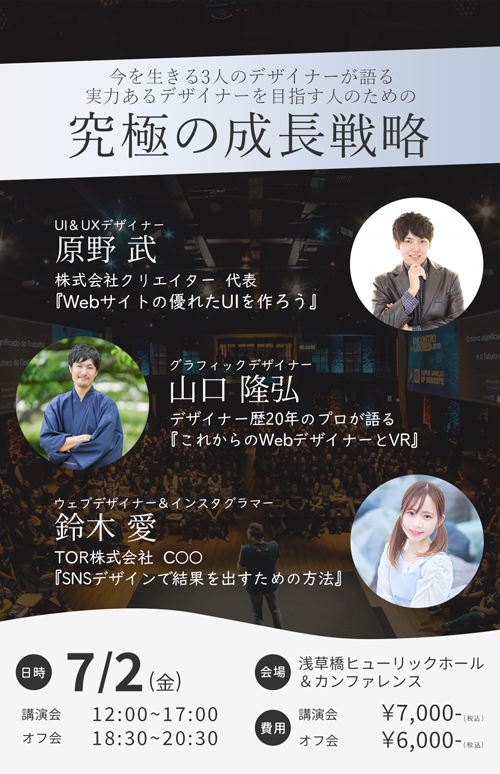 今を生きる3人のデザイナーが語る
実力あるデザイナーを目指す人のための
究極の成長戦略
UI＆UXデザイナー
原野 武
株式会社クリエイター 代表
『Webサイトの優れたUIを作ろう』
グラフィックデザイナー
山口 隆弘
デザイナー歴20年のプロが語る
『これからのWebデザイナーとVR』
ウェブデザイナー＆インスタグラマー
鈴木 愛
TOR株式会社 COO
『SNSデザインで結果を出すための方法』
日時 7/2(金)
講演会 12:00~17:00
オフ会 18:30~20:30
会場 浅草橋ヒューリックホール
＆カンファレンス
費用
講演会 ¥7,000-(税込)
オフ会 ¥6,000-(税込)